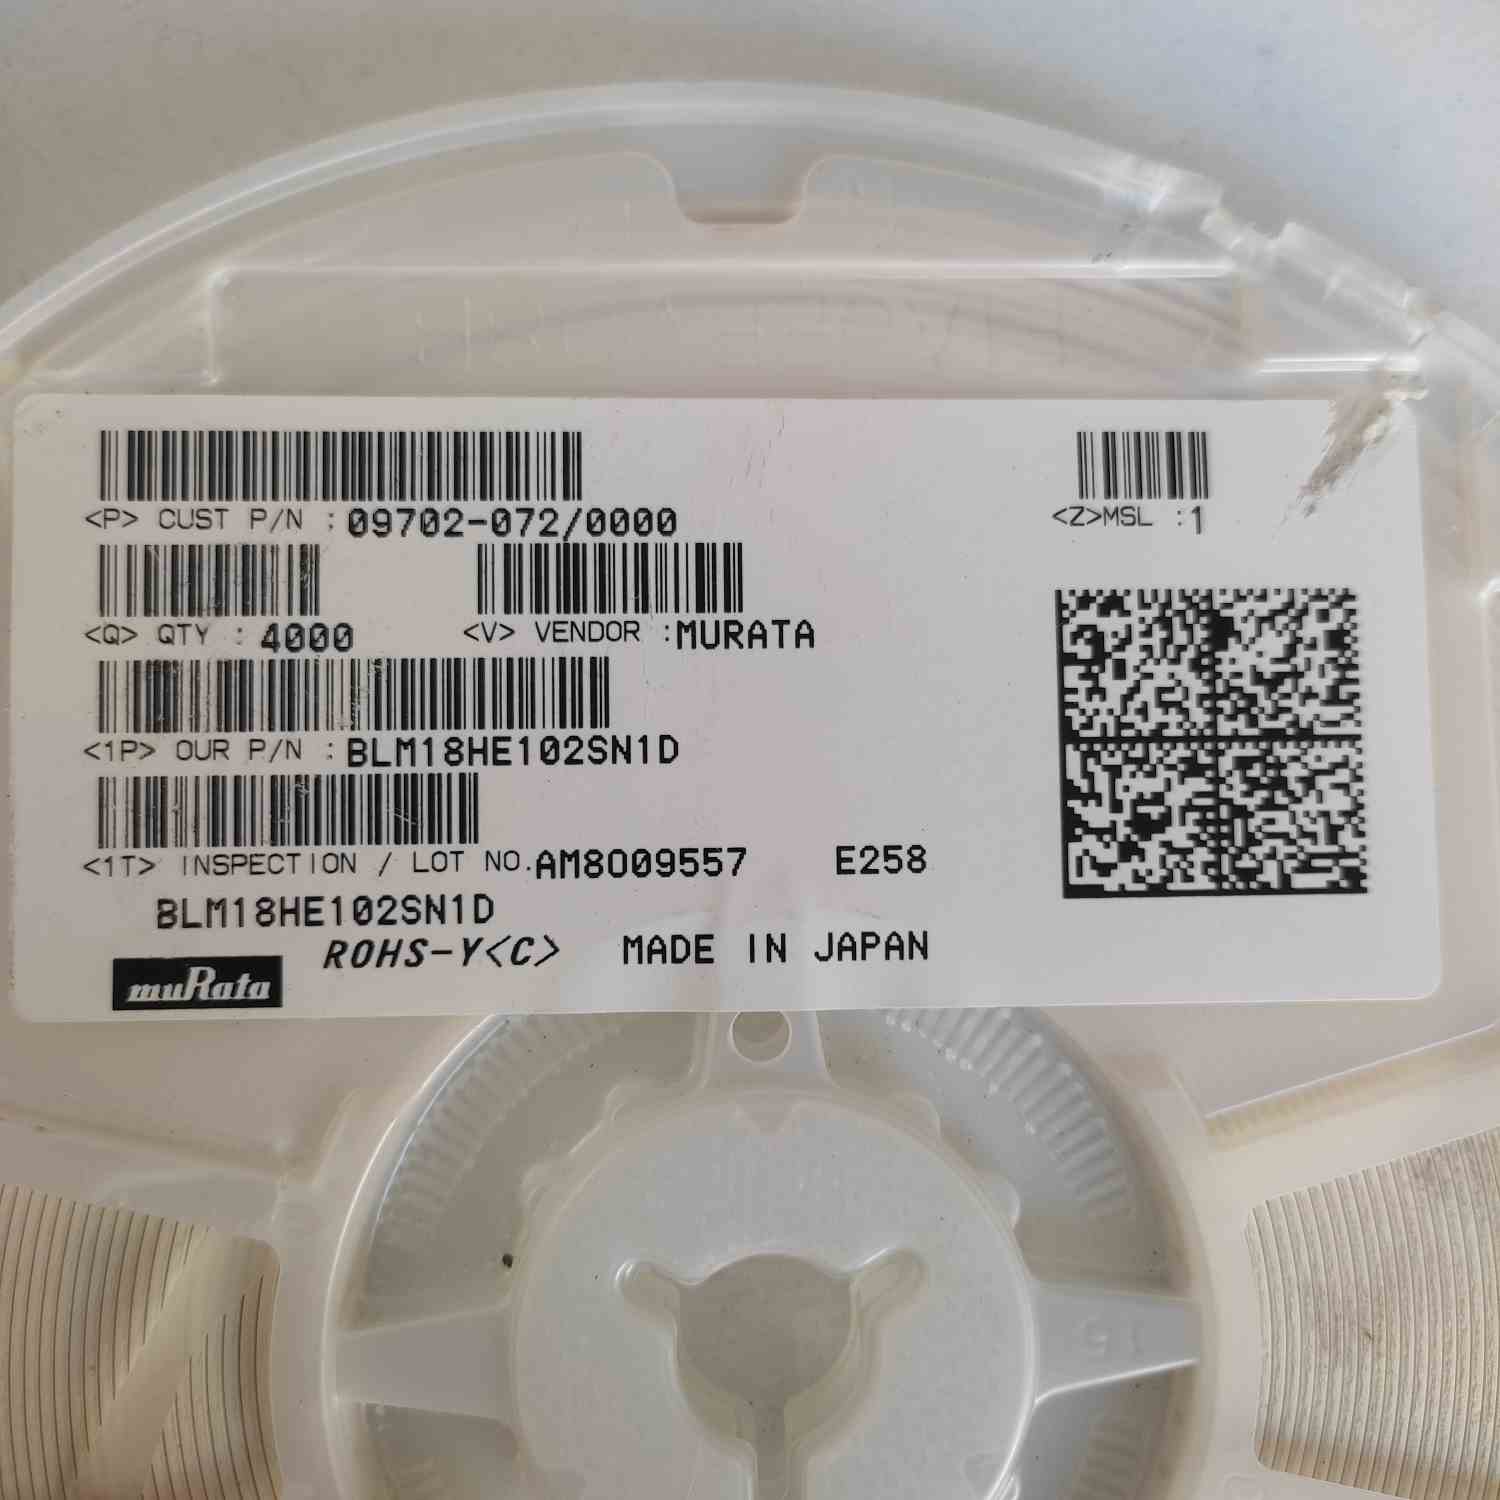 <P> CUST P/N : 09702-072/0000
<Z>MSL : 1
<Q> QTY : 4000 <V> VENDOR : MURATA
<1P> OUR P/N : BLM18HE102SN1D
<1T> INSPECTION / LOT NO. AM8009557 E258
BLM18HE102SN1D
muRata ROHS-Y<C> MADE IN JAPAN
15